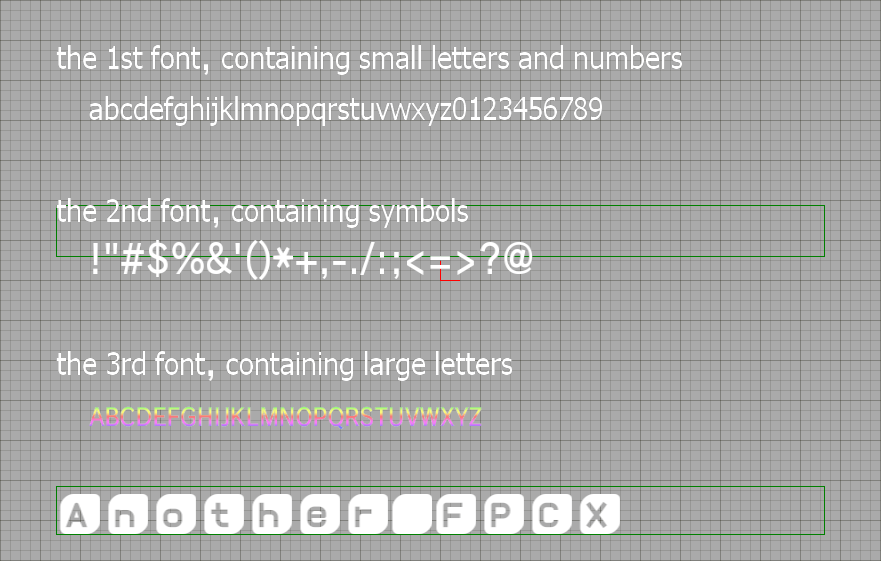 the 1st font, containing small letters and numbers
abcdefghijklmnopqrstuvwxyz0123456789
the 2nd font, containing symbols
!"#$%&'()*+,-./:;<=>?@
the 3rd font, containing large letters
ABCDEFGHIJKLMNOPQRSTUVWXYZ
Another FPCX